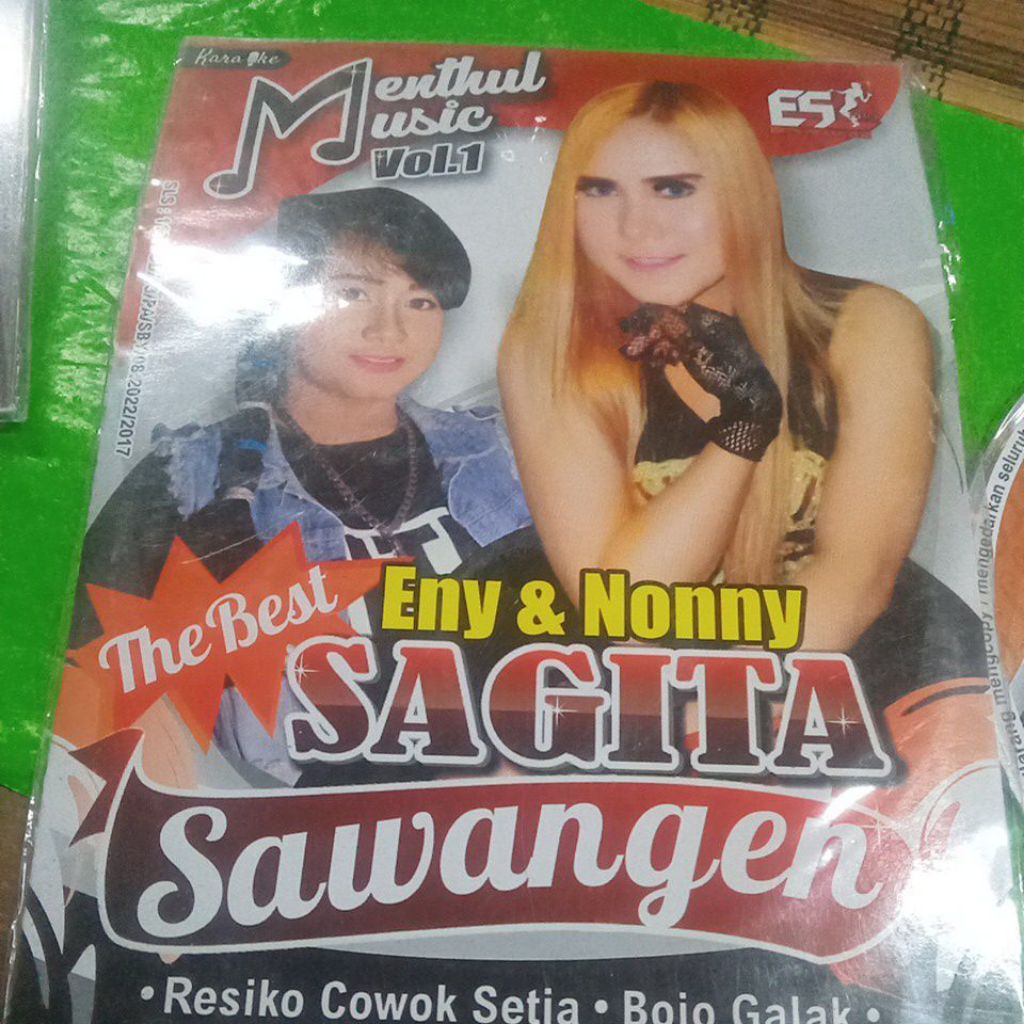 Karaoke
Menthul
Music
Vol.1
ES
The Best
Eny & Nonny
SAGITA
Sawangen
• Resiko Cowok Setia • Bojo Galak •